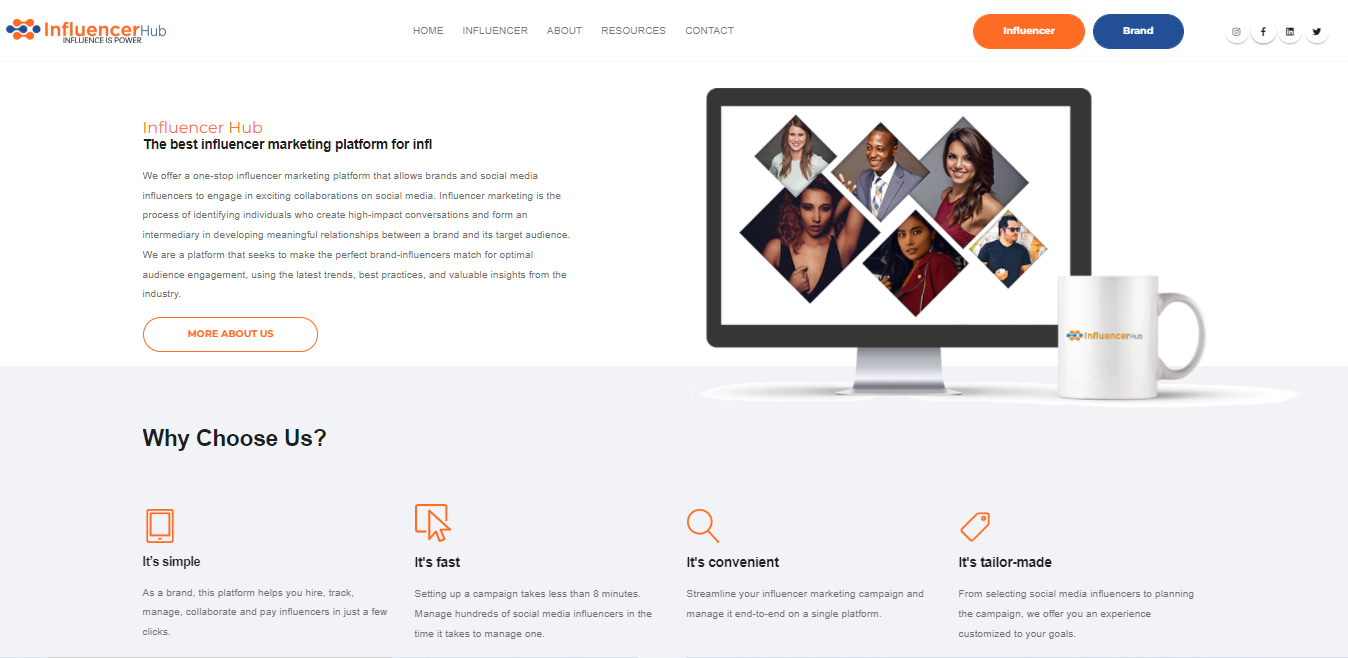 InfluencerHub
INFLUENCE IS POWER
HOME INFLUENCER ABOUT RESOURCES CONTACT
Influencer
Brand
Influencer Hub
The best influencer marketing platform for infl
We offer a one-stop influencer marketing platform that allows brands and social media
influencers to engage in exciting collaborations on social media. Influencer marketing is the
process of identifying individuals who create high-impact conversations and form an
intermediary in developing meaningful relationships between a brand and its target audience.
We are a platform that seeks to make the perfect brand-influencers match for optimal
audience engagement, using the latest trends, best practices, and valuable insights from the
industry.
MORE ABOUT US
InfluencerHub
Why Choose Us?
It's simple
As a brand, this platform helps you hire, track,
manage, collaborate and pay influencers in just a few
clicks.
It's fast
Setting up a campaign takes less than 8 minutes.
Manage hundreds of social media influencers in the
time it takes to manage one.
It's convenient
Streamline your influencer marketing campaign and
manage it end-to-end on a single platform.
It's tailor-made
From selecting social media influencers to planning
the campaign, we offer you an experience
customized to your goals.